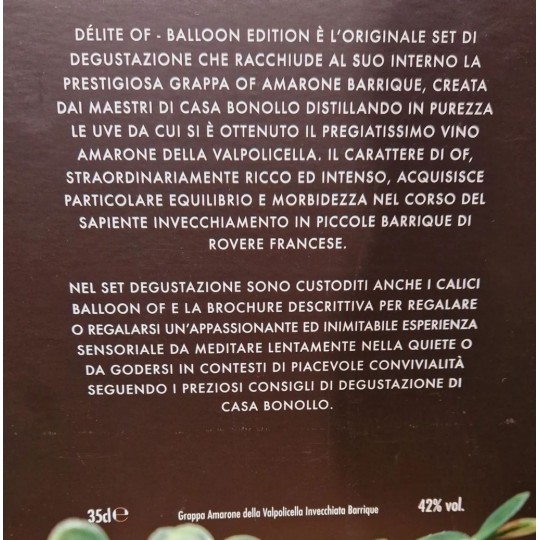 DÉLITE OF - BALLOON EDITION È L'ORIGINALE SET DI
DEGUSTAZIONE CHE RACCHIUDE AL SUO INTERNO LA
PRESTIGIOSA GRAPPA OF AMARONE BARRIQUE, CREATA
DAI MAESTRI DI CASA BONOLLO DISTILLANDO IN PUREZZA
LE UVE DA CUI SI È OTTENUTO IL PREGIATISSIMO VINO
AMARONE DELLA VALPOLICELLA. IL CARATTERE DI OF,
STRAORDINARIAMENTE RICCO ED INTENSO, ACQUISISCE
PARTICOLARE EQUILIBRIO E MORBIDEZZA NEL CORSO DEL
SAPIENTE INVECCHIAMENTO IN PICCOLE BARRIQUE DI
ROVERE FRANCESE.
NEL SET DEGUSTAZIONE SONO CUSTODITI ANCHE I CALICI
BALLOON OF E LA BROCHURE DESCRITTIVA PER REGALARE
O REGALARSI UN'APPASSIONANTE ED INIMITABILE ESPERIENZA
SENSORIALE DA MEDITARE LENTAMENTE NELLA QUIETE O
DA GODERSI IN CONTESTI DI PIACEVOLE CONVIVIALITÀ
SEGUENDO I PREZIOSI CONSIGLI DI DEGUSTAZIONE DI
CASA BONOLLO.
35cl℮ Grappa Amarone della Valpolicella Invecchiata Barrique 42% vol.